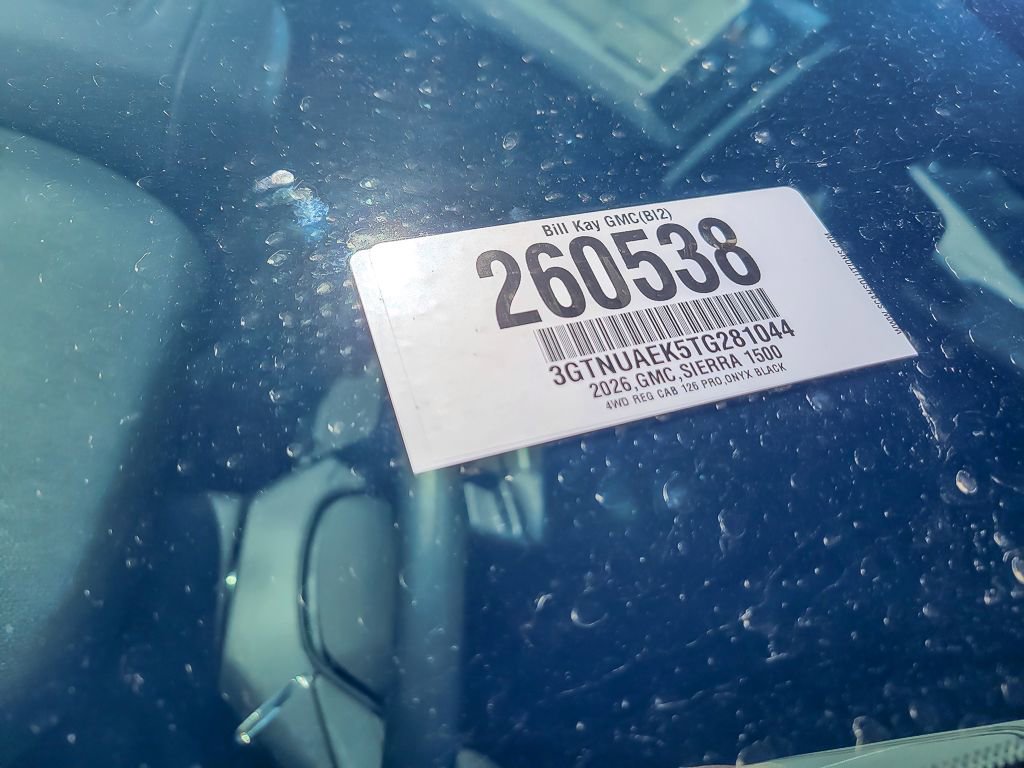 Bill Kay GMC(BI2)
260538
3GTNUAEK5TG281044
2026,GMC,SIERRA 1500
4WD REG CAB 126 PRO,ONYX BLACK